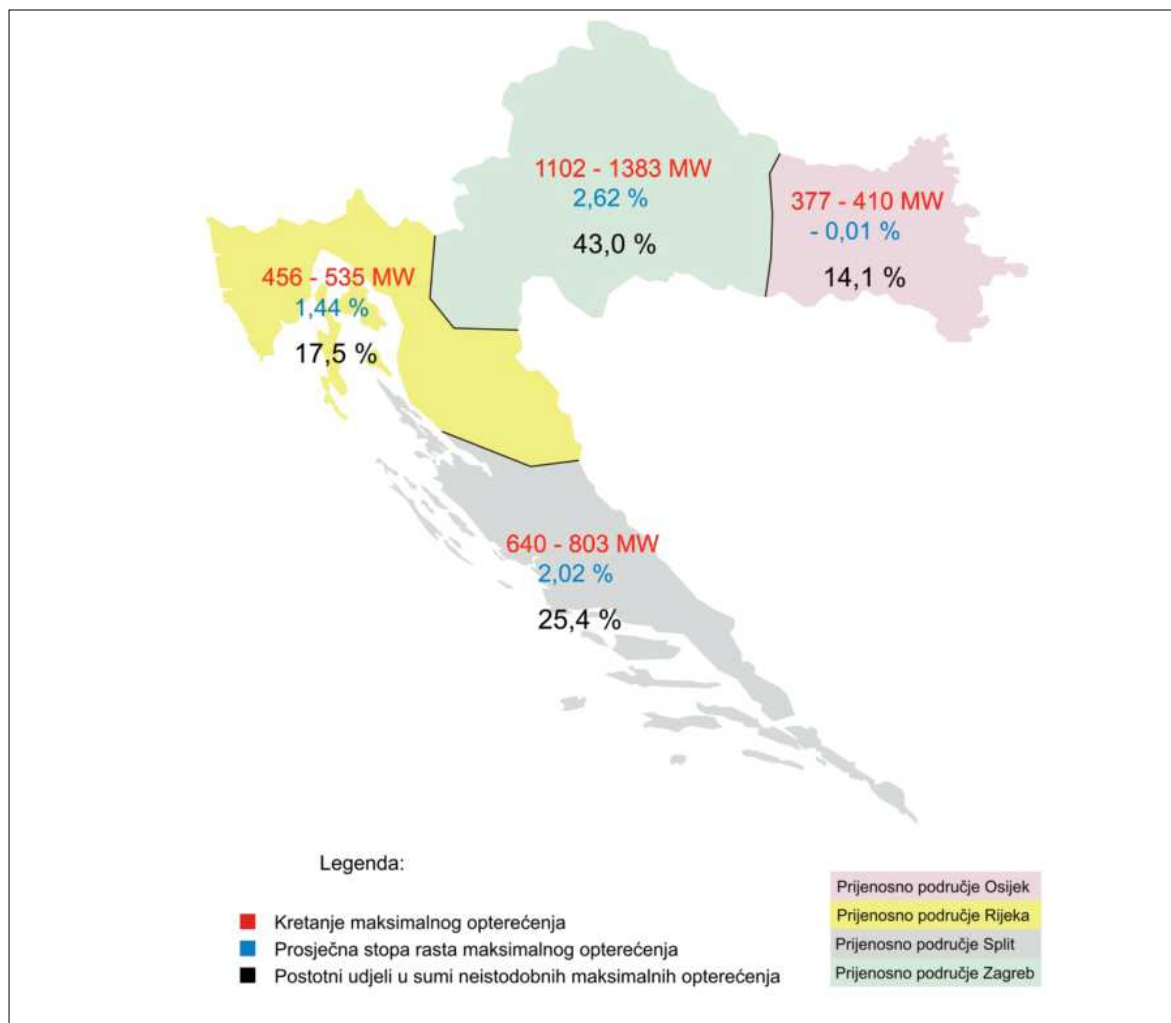 1102 - 1383 MW
2,62 %
43,0 %
377 - 410 MW
- 0,01 %
14,1 %
456 - 535 MW
1,44 %
17,5 %
640 - 803 MW
2,02 %
25,4 %
Legenda:
Kretanje maksimalnog opterećenja
Prosječna stopa rasta maksimalnog opterećenja
Postotni udjeli u sumi neistodobnih maksimalnih opterećenja
Prijenosno područje Osijek
Prijenosno područje Rijeka
Prijenosno područje Split
Prijenosno područje Zagreb